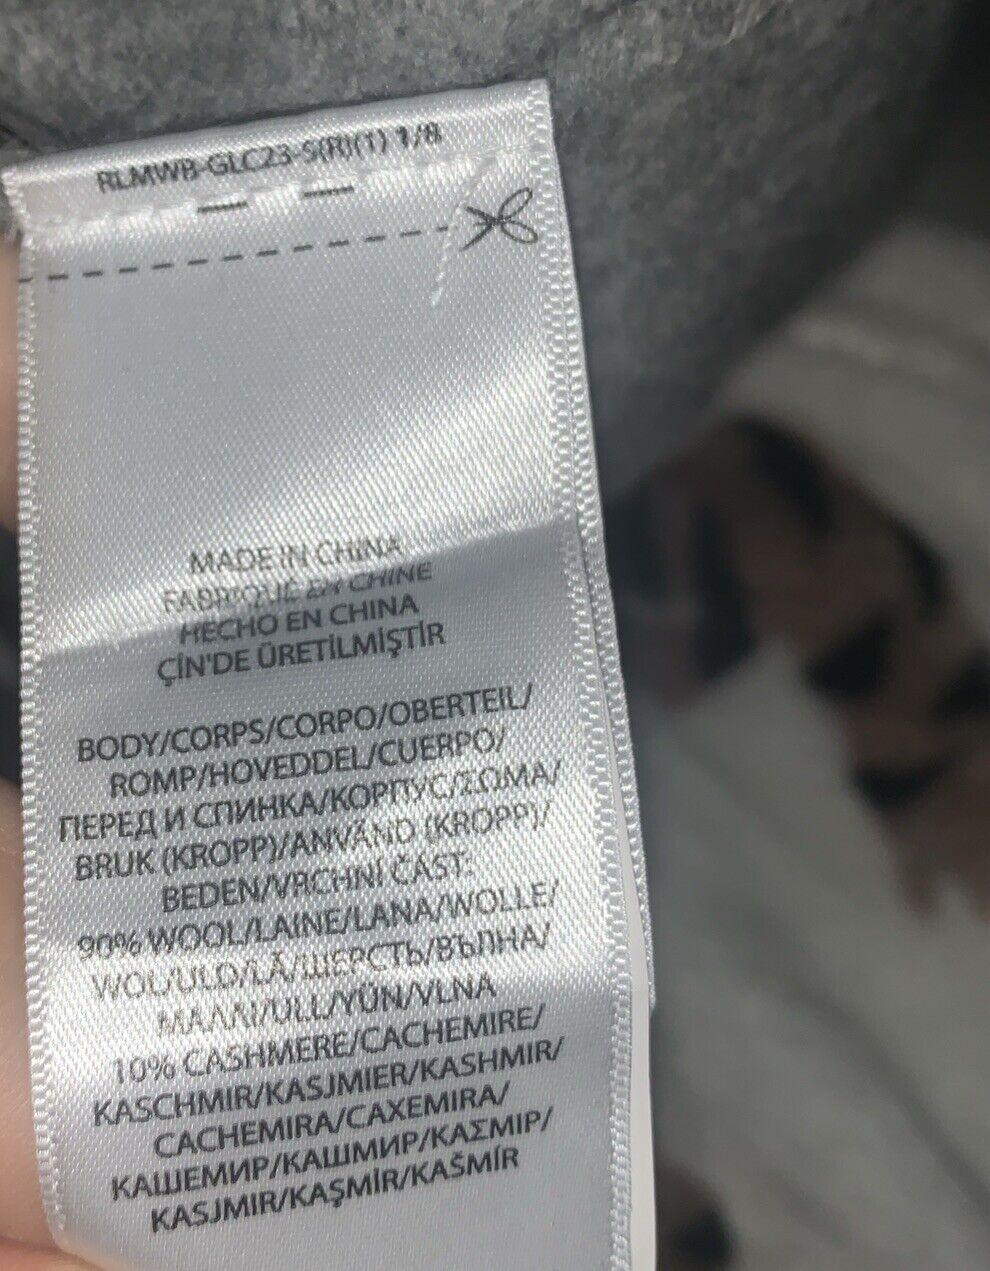 RLMWB-GLC23-S(R)(1) 1/8
MADE IN CHINA
FABRIQUÉ EN CHINE
HECHO EN CHINA
ÇİN'DE ÜRETİLMİŞTİR
BODY/CORPS/CORPO/OBERTEIL/
ROMP/HOVEDDEL/CUERPO/
ПЕРЕД И СПИНКА/КОРПУС/ΣΩΜΑ/
BRUK (KROPP)/ANVÄND (KROPP)/
BEDEN/VRCHNÍ ČÁST:
90% WOOL/LAINE/LANA/WOLLE/
WOL/ULD/LÃ/ШЕРСТЬ/ВЪЛНА/
ΜΑΛΛΙ/ULL/YÜN/VLNA
10% CASHMERE/CACHEMIRE/
KASCHMIR/KASJMIER/KASHMIR/
CACHEMIRA/CAXEMIRA/
КАШЕМИР/КАШМИР/ΚΑΣΜΙΡ/
KASJMIR/KAŞMİR/KAŠMÍR